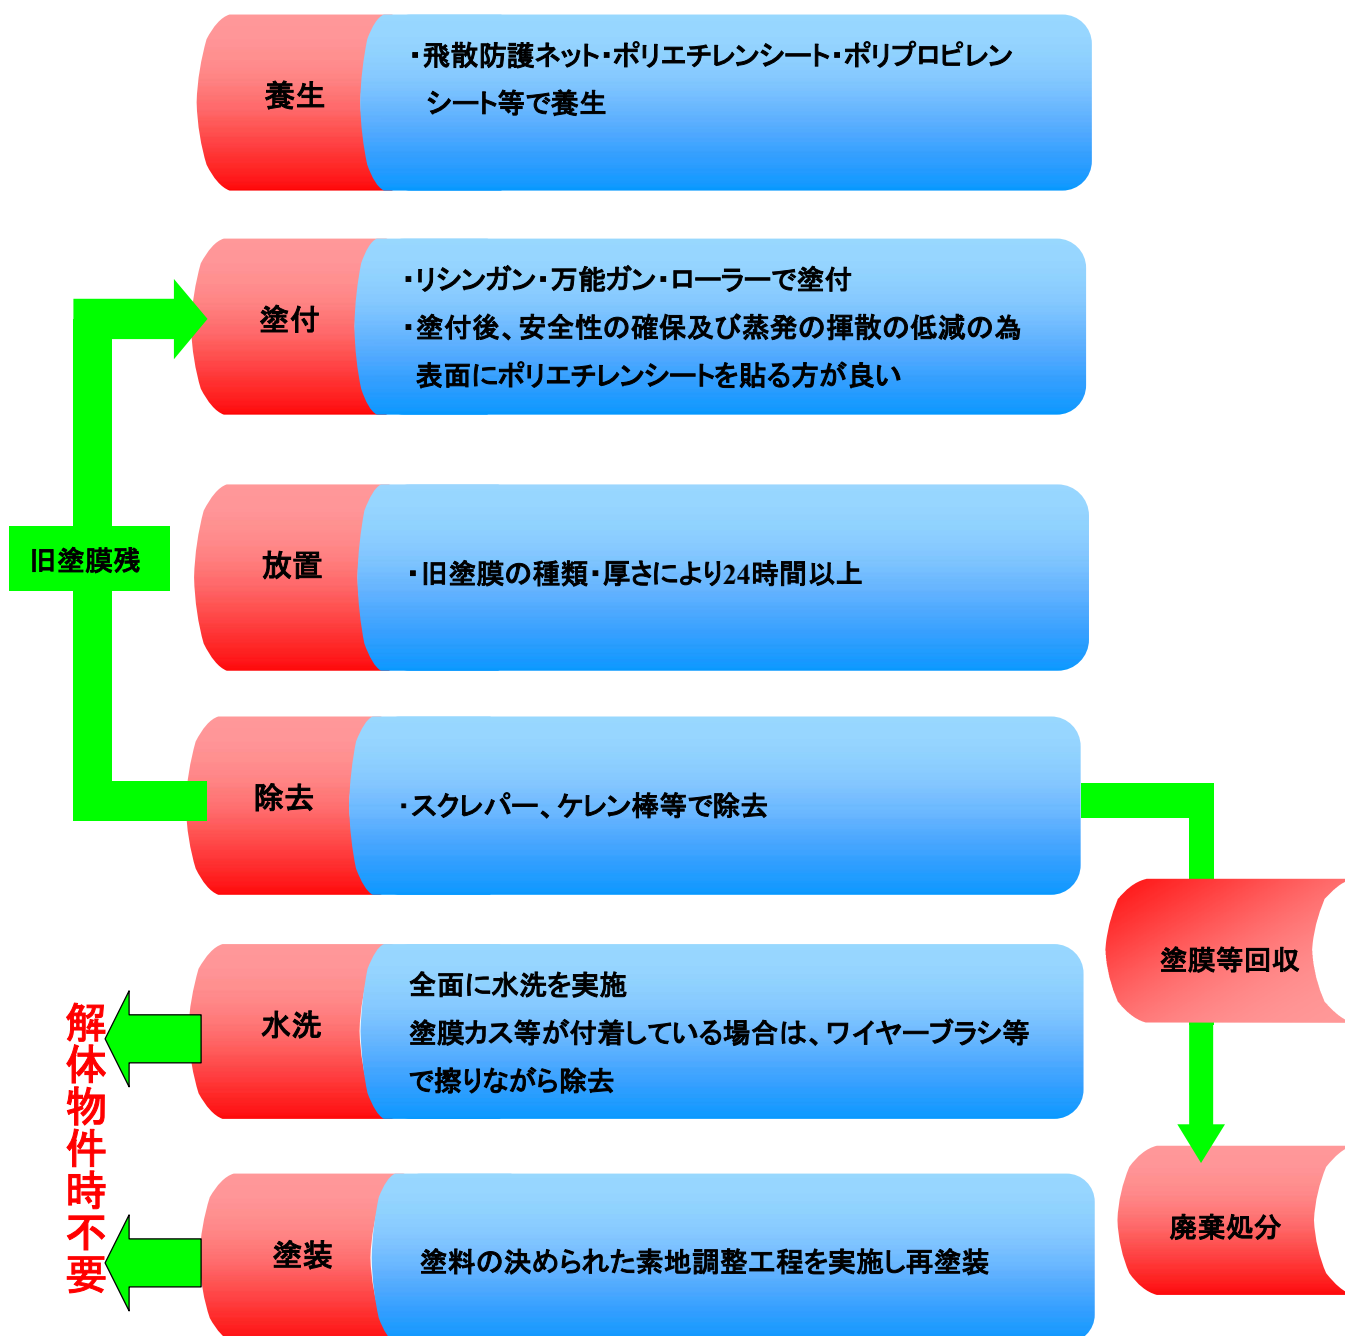 養生
・飛散防護ネット・ポリエチレンシート・ポリプロピレン
シート等で養生
塗付
・リシンガン・万能ガン・ローラーで塗付
・塗付後、安全性の確保及び蒸発の揮散の低減の為
表面にポリエチレンシートを貼る方が良い
旧塗膜残
放置
・旧塗膜の種類・厚さにより24時間以上
除去
・スクレパー、ケレン棒等で除去
塗膜等回収
水洗
全面に水洗を実施
塗膜カス等が付着している場合は、ワイヤーブラシ等
で擦りながら除去
解体物件時不要
廃棄処分
塗装
塗料の決められた素地調整工程を実施し再塗装